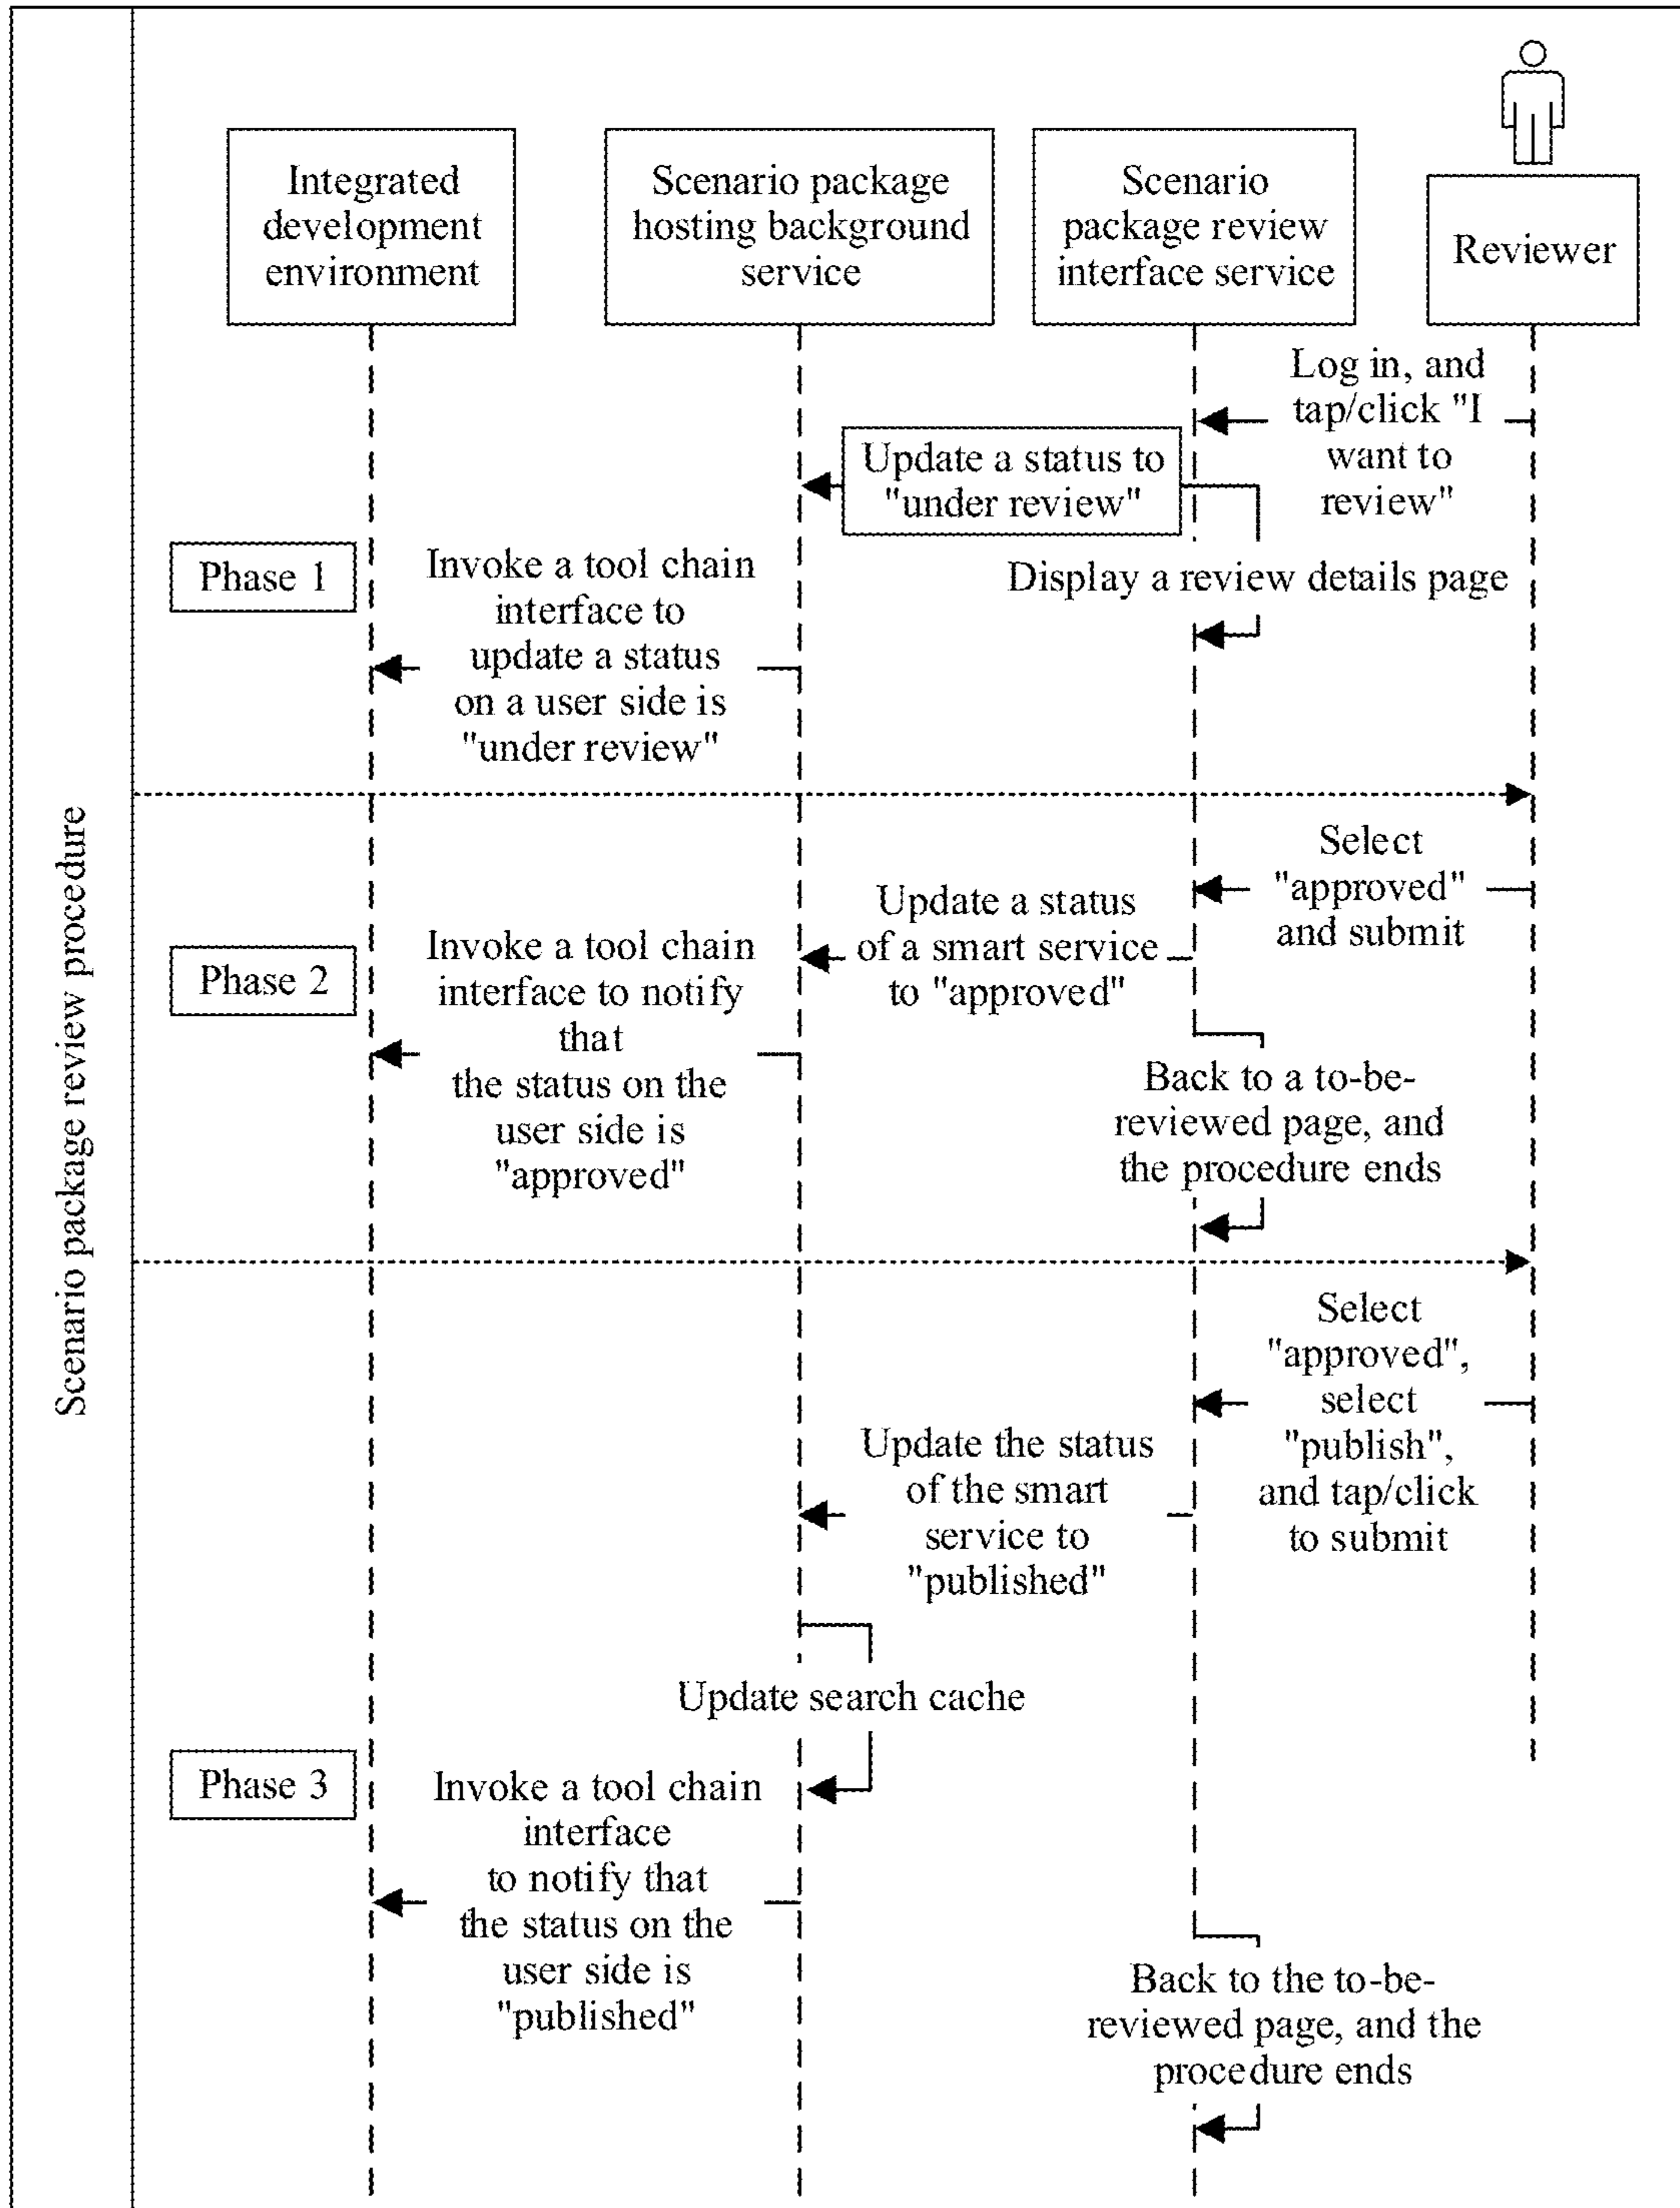 Scenario package review procedure
Integrated
development
environment
Scenario package
hosting background
service
Scenario
package review
interface service
Reviewer
Log in, and
tap/click "I
want to
review"
Update a status to
"under review"
Display a review details page
Phase 1
Invoke a tool chain
interface to
update a status
on a user side is
"under review"
Select
"approved"
and submit
Update a status
of a smart service
to "approved"
Phase 2
Invoke a tool chain
interface to notify
that
the status on the
user side is
"approved"
Back to a to-be-
reviewed page, and
the procedure ends
Select
"approved",
select
"publish",
and tap/click
to submit
Update the status
of the smart
service to
"published"
Update search cache
Phase 3
Invoke a tool chain
interface
to notify that
the status on the
user side is
"published"
Back to the to-be-
reviewed page, and the
procedure ends